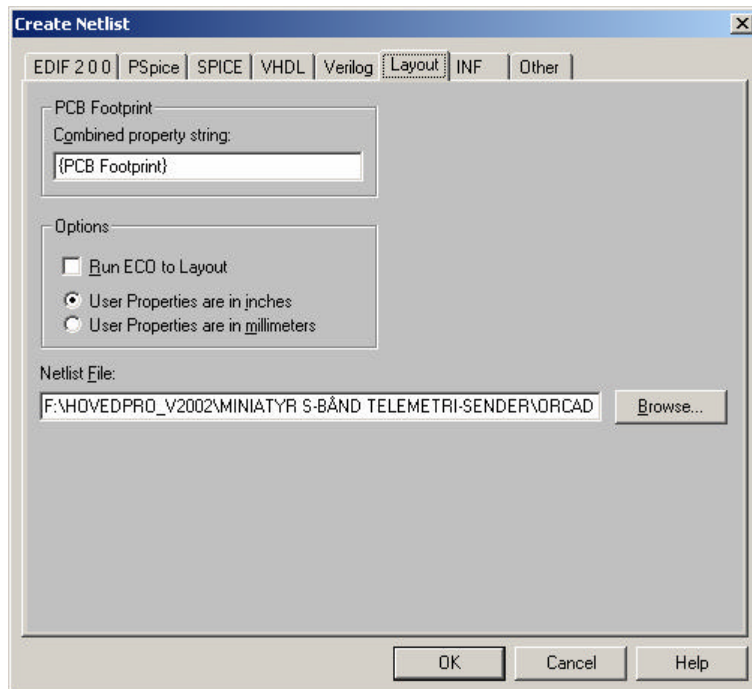 Create Netlist
EDIF 2 0 0 PSpice SPICE VHDL Verilog Layout INF Other
PCB Footprint
Combined property string:
{PCB Footprint}
Options
Run ECO to Layout
User Properties are in inches
User Properties are in millimeters
Netlist File:
F:\HOVEDPRO_V2002\MINIATYR S-BÅND TELEMETRI-SENDER\ORCAD
Browse...
OK Cancel Help